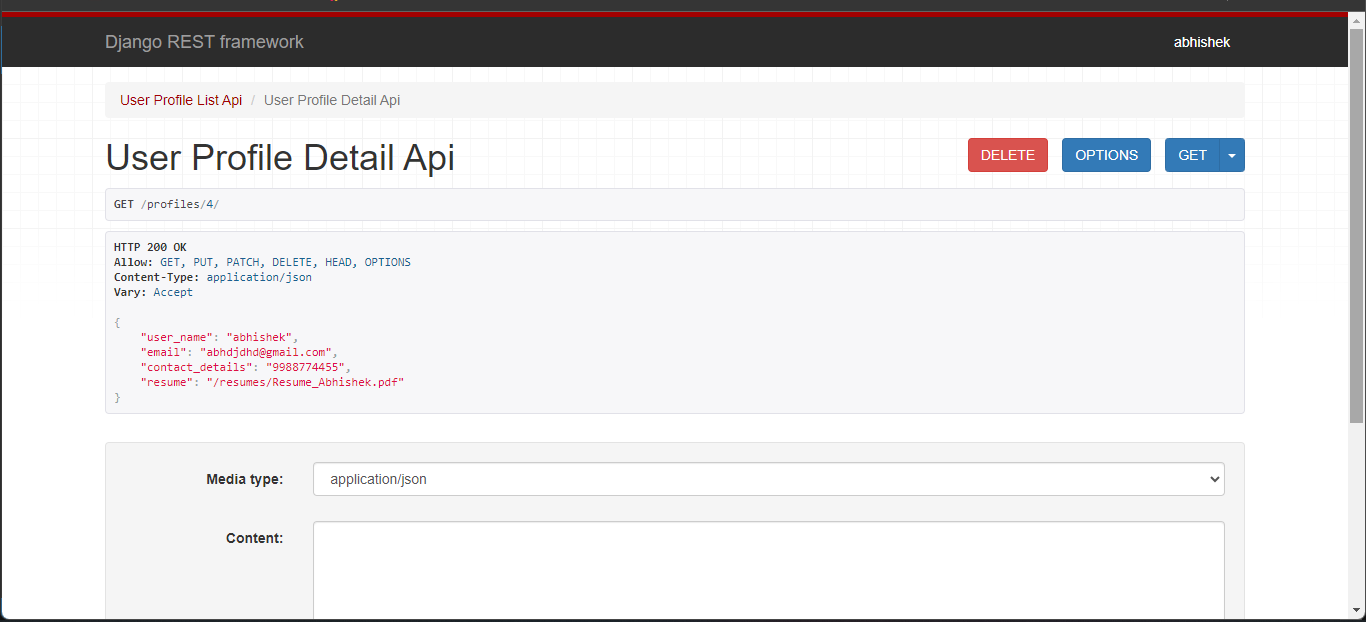 Django REST framework
abhishek
User Profile List Api / User Profile Detail Api
User Profile Detail Api
DELETE
OPTIONS
GET
GET /profiles/4/
HTTP 200 OK
Allow: GET, PUT, PATCH, DELETE, HEAD, OPTIONS
Content-Type: application/json
Vary: Accept
{
    "user_name": "abhishek",
    "email": "abhdjdhd@gmail.com",
    "contact_details": "9988774455",
    "resume": "/resumes/Resume_Abhishek.pdf"
}
Media type:
application/json
Content: